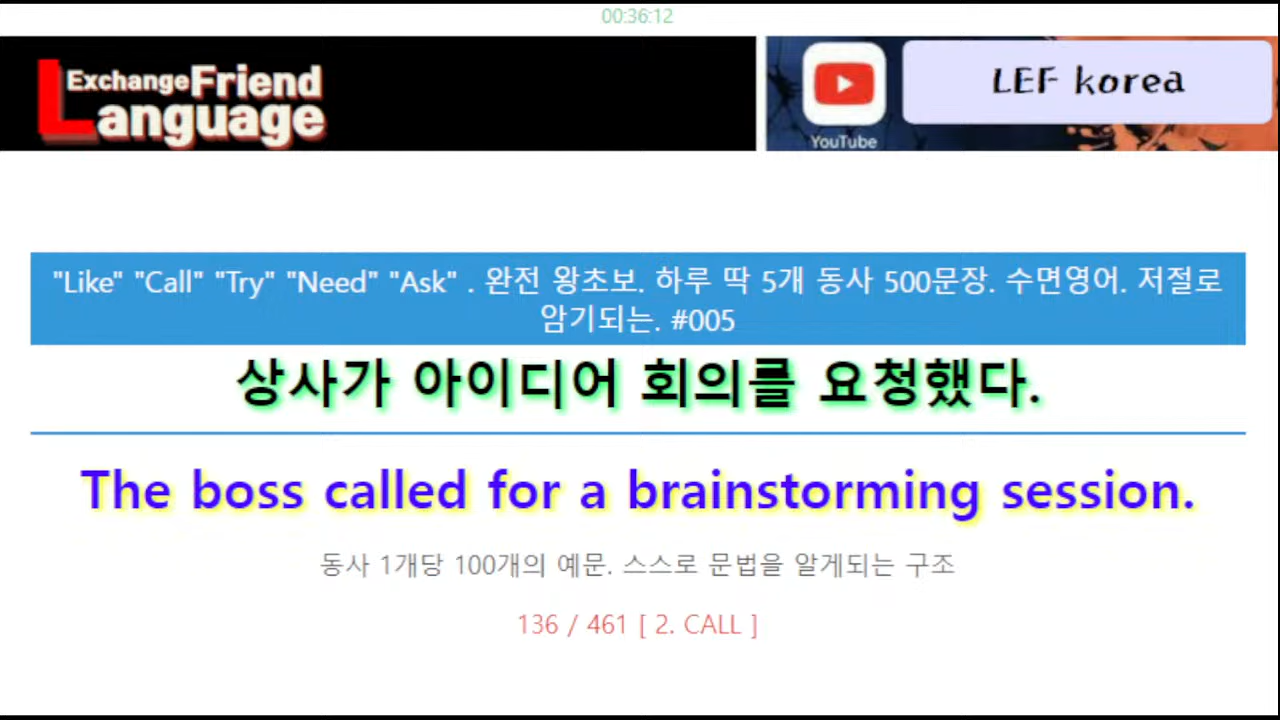 00:36:12
ExchangeFriend
Language
LEF korea
YouTube
"Like" "Call" "Try" "Need" "Ask" . 완전 왕초보. 하루 딱 5개 동사 500문장. 수면영어. 저절로
암기되는. #005
상사가 아이디어 회의를 요청했다.
The boss called for a brainstorming session.
동사 1개당 100개의 예문. 스스로 문법을 알게되는 구조
136 / 461 [ 2. CALL ]